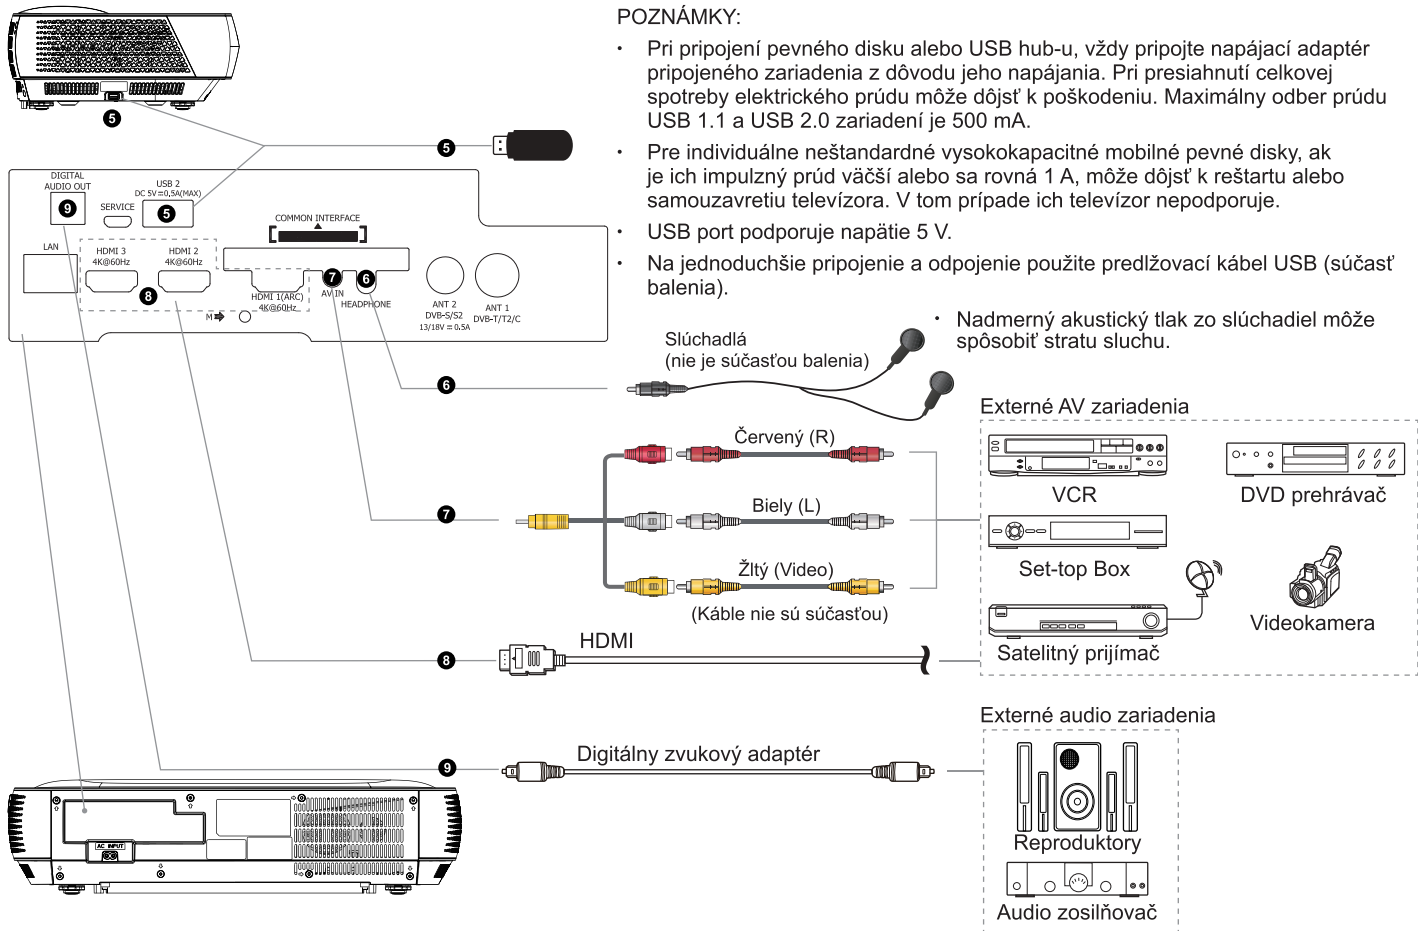 POZNÁMKY:
• Pri pripojení pevného disku alebo USB hub-u, vždy pripojte napájací adaptér
pripojeného zariadenia z dôvodu jeho napájania. Pri presiahnutí celkovej
spotreby elektrického prúdu môže dôjsť k poškodeniu. Maximálny odber prúdu
USB 1.1 a USB 2.0 zariadení je 500 mA.
• Pre individuálne neštandardné vysokokapacitné mobilné pevné disky, ak
je ich impulzný prúd väčší alebo sa rovná 1 A, môže dôjsť k reštartu alebo
samouzavretiu televízora. V tom prípade ich televízor nepodporuje.
• USB port podporuje napätie 5 V.
• Na jednoduchšie pripojenie a odpojenie použite predlžovací kábel USB (súčasť
balenia).
• Nadmerný akustický tlak zo slúchadiel môže
spôsobiť stratu sluchu.
5
5
DIGITAL
AUDIO OUT
9
SERVICE
USB 2
DC 5V⎓0,5A(MAX)
5
COMMON INTERFACE
LAN
HDMI 3
4K@60Hz
HDMI 2
4K@60Hz
8
HDMI 1(ARC)
4K@60Hz
7
AV IN
6
HEADPHONE
ANT 2
DVB-S/S2
13/18V ⎓ 0.5A
ANT 1
DVB-T/T2/C
M
Slúchadlá
(nie je súčasťou balenia)
6
Externé AV zariadenia
Červený (R)
VCR
DVD prehrávač
7
Biely (L)
Set-top Box
Žltý (Video)
(Káble nie sú súčasťou)
Videokamera
Satelitný prijímač
8
HDMI
Externé audio zariadenia
9
Digitálny zvukový adaptér
Reproduktory
Audio zosilňovač
AC INPUT